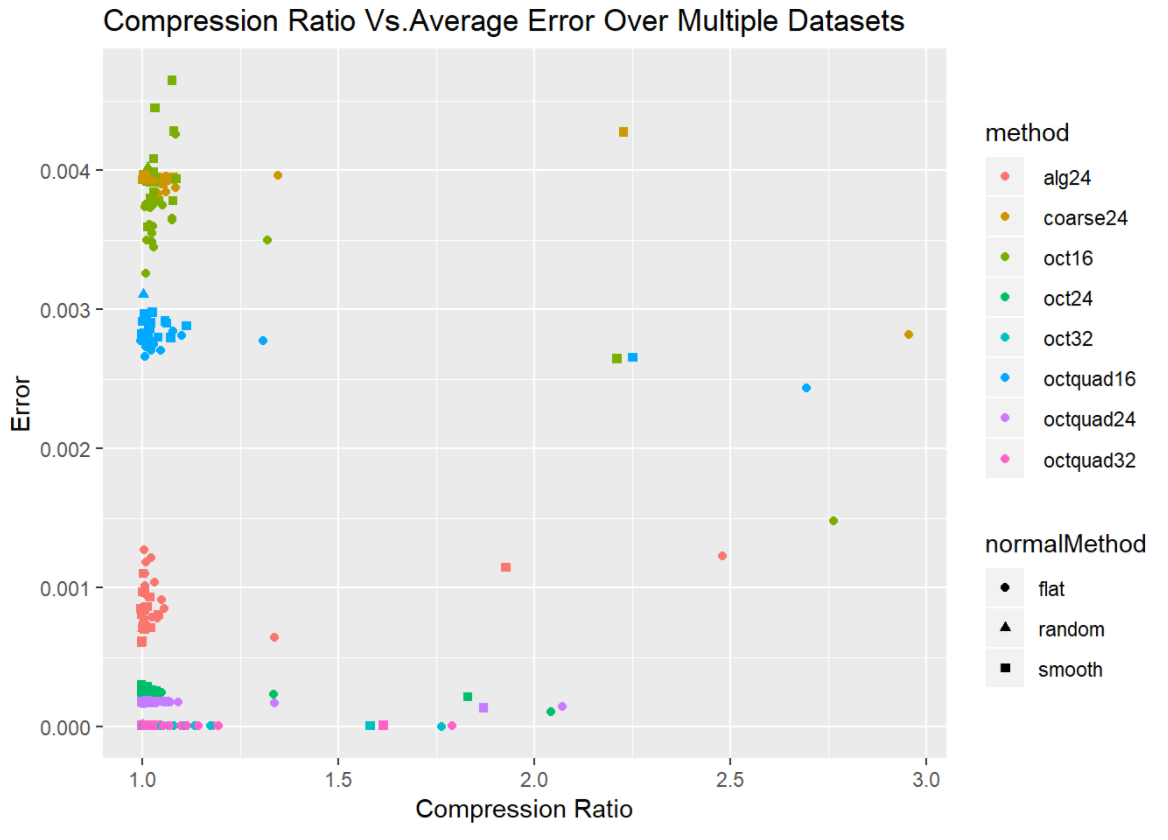 Compression Ratio Vs.Average Error Over Multiple Datasets
Error
0.004
0.003
0.002
0.001
0.000
1.0 1.5 2.0 2.5 3.0
Compression Ratio
method
alg24
coarse24
oct16
oct24
oct32
octquad16
octquad24
octquad32
normalMethod
flat
random
smooth